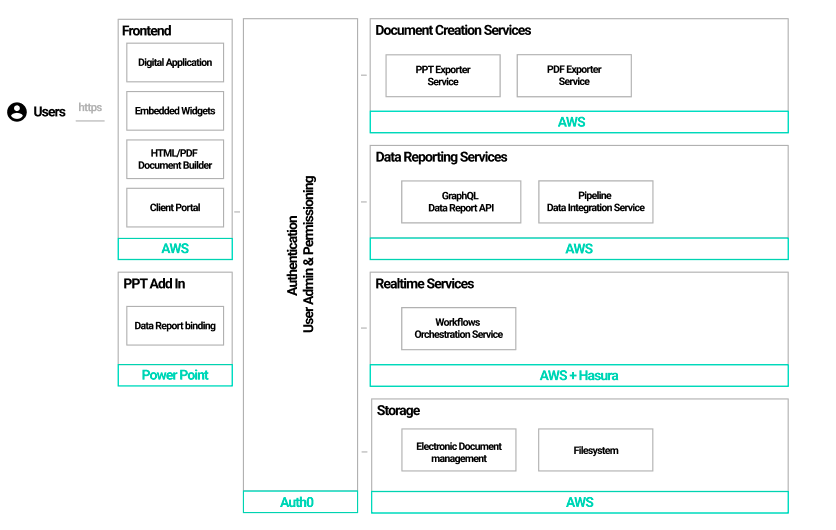 Users
https
Frontend
Digital Application
Embedded Widgets
HTML/PDF
Document Builder
Client Portal
AWS
PPT Add In
Data Report binding
Power Point
Authentication
User Admin & Permissioning
Auth0
Document Creation Services
PPT Exporter
Service
PDF Exporter
Service
AWS
Data Reporting Services
GraphQL
Data Report API
Pipeline
Data Integration Service
AWS
Realtime Services
Workflows
Orchestration Service
AWS + Hasura
Storage
Electronic Document
management
Filesystem
AWS